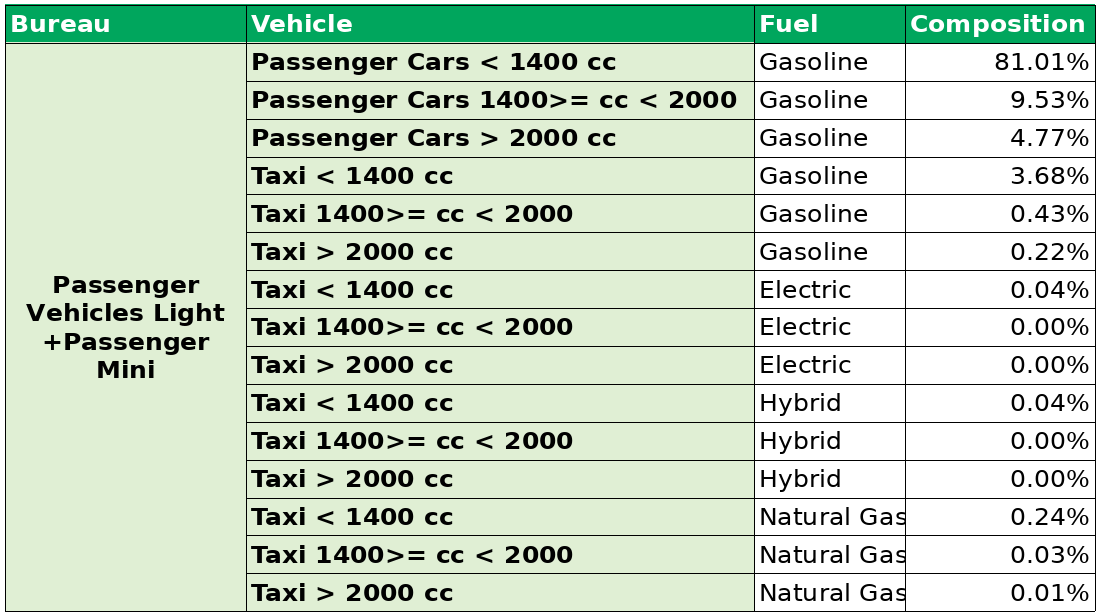 Bureau Vehicle Fuel Composition
Passenger Cars < 1400 cc Gasoline 81.01%
Passenger Cars 1400>= cc < 2000 Gasoline 9.53%
Passenger Cars > 2000 cc Gasoline 4.77%
Taxi < 1400 cc Gasoline 3.68%
Taxi 1400>= cc < 2000 Gasoline 0.43%
Taxi > 2000 cc Gasoline 0.22%
Passenger
Vehicles Light
+Passenger
Mini
Taxi < 1400 cc Electric 0.04%
Taxi 1400>= cc < 2000 Electric 0.00%
Taxi > 2000 cc Electric 0.00%
Taxi < 1400 cc Hybrid 0.04%
Taxi 1400>= cc < 2000 Hybrid 0.00%
Taxi > 2000 cc Hybrid 0.00%
Taxi < 1400 cc Natural Gas 0.24%
Taxi 1400>= cc < 2000 Natural Gas 0.03%
Taxi > 2000 cc Natural Gas 0.01%